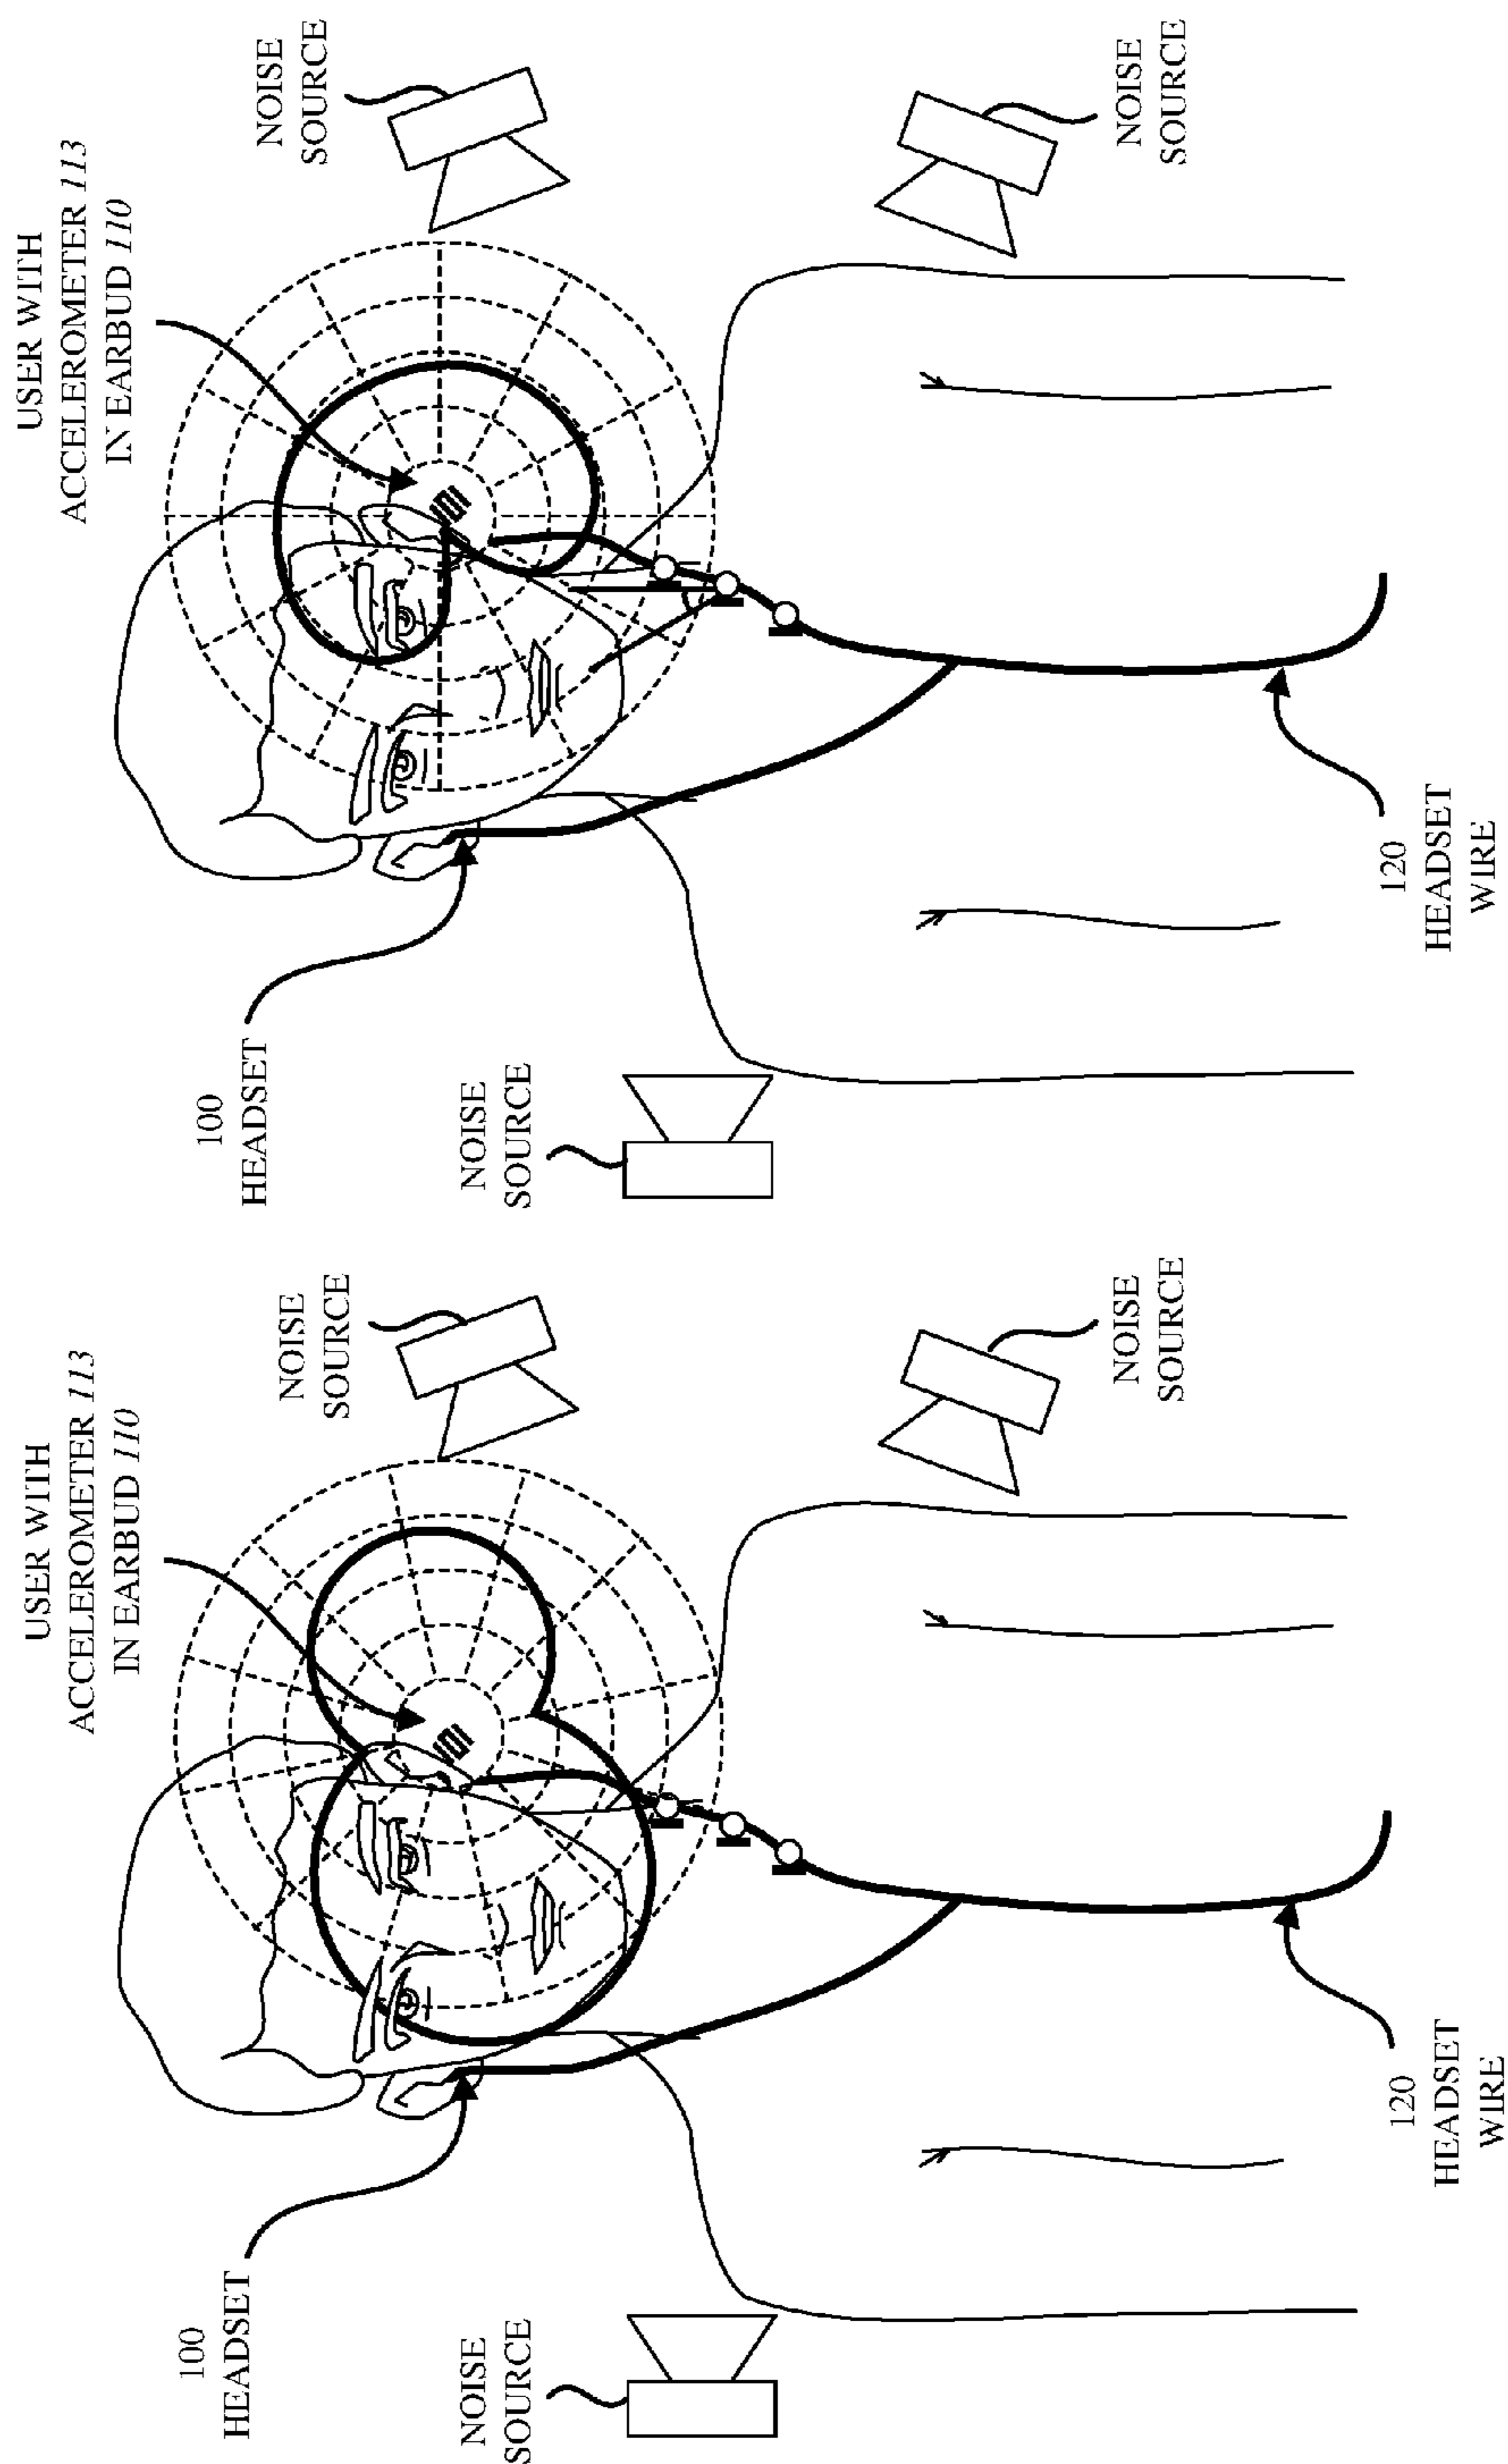 USER WITH
ACCELEROMETER 113
IN EARBUD 110
NOISE
SOURCE
NOISE
SOURCE
100
HEADSET
NOISE
SOURCE
120
HEADSET
WIRE
USER WITH
ACCELEROMETER 113
IN EARBUD 110
NOISE
SOURCE
NOISE
SOURCE
100
HEADSET
NOISE
SOURCE
120
HEADSET
WIRE